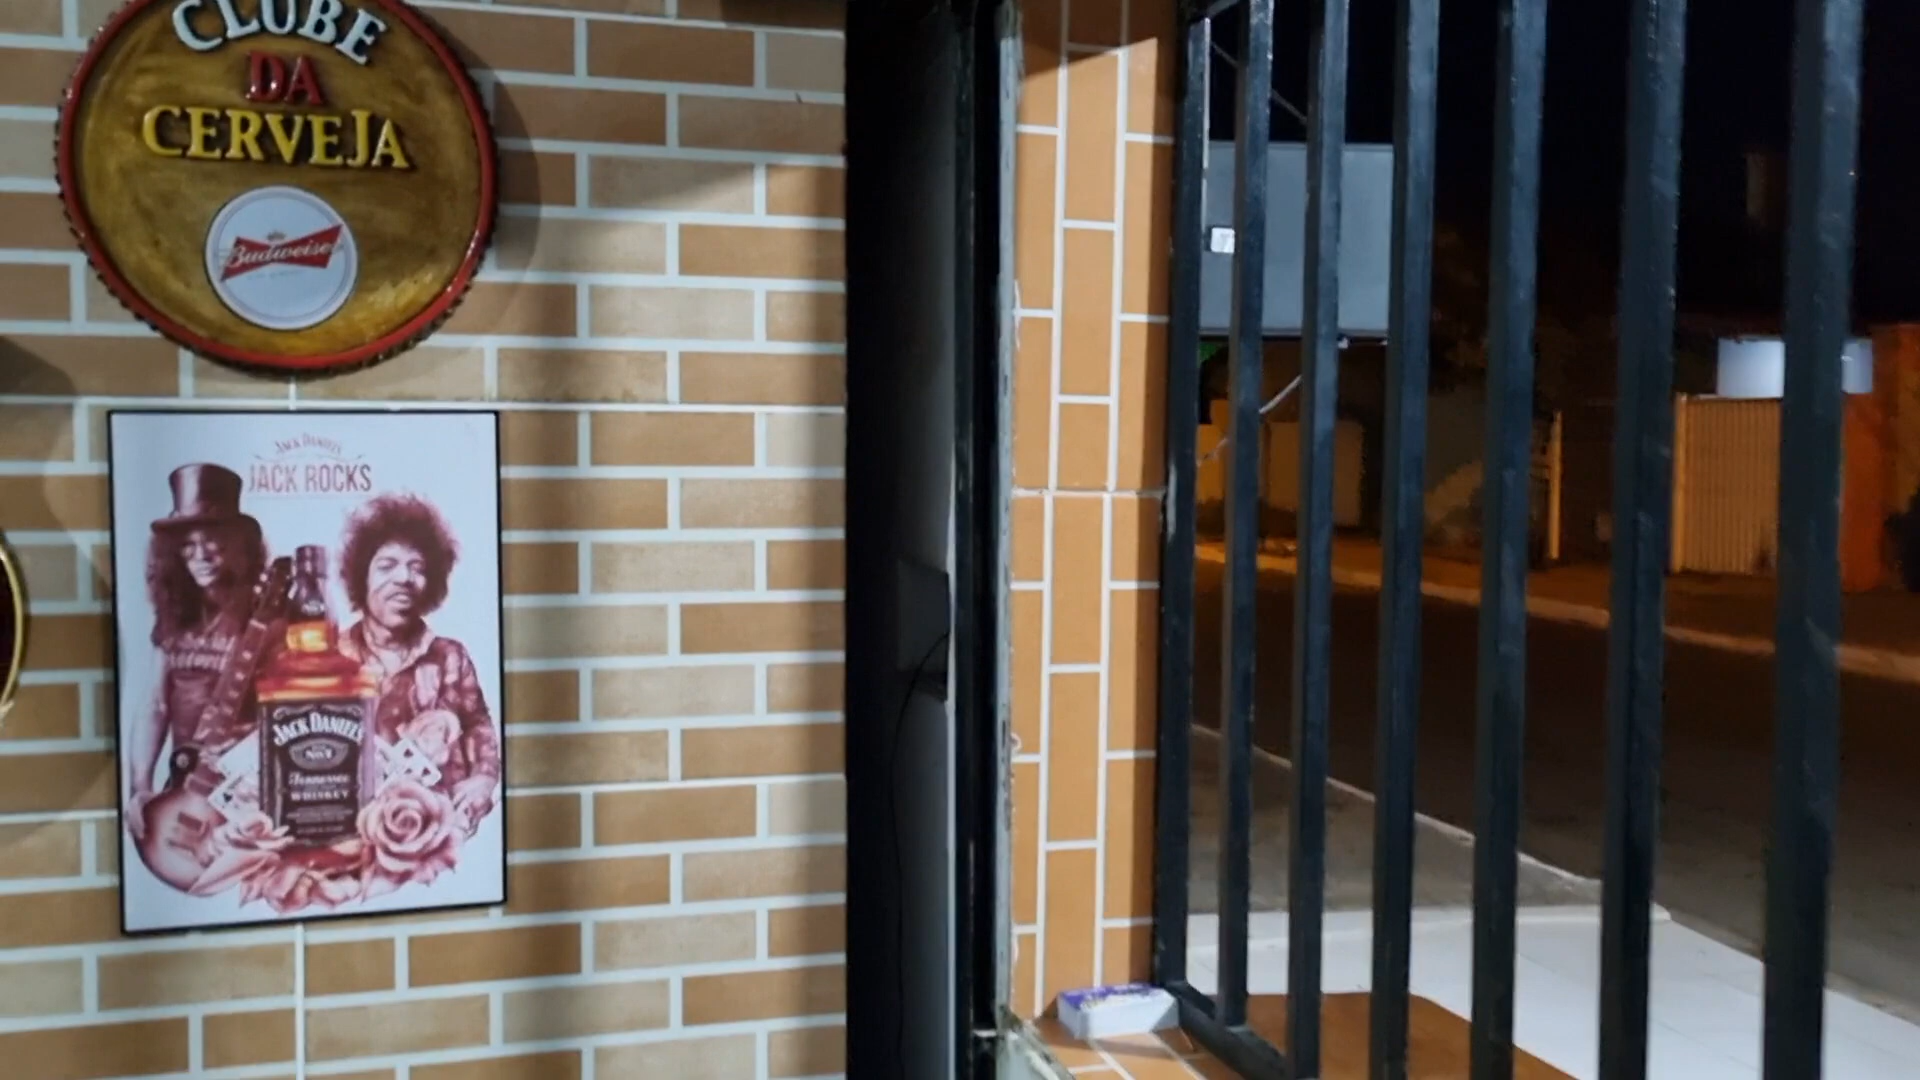 CLUBE
DA
CERVEJA
Budweiser
JACK DANIEL'S
JACK ROCKS
JACK DANIEL'S
Tennessee
WHISKEY